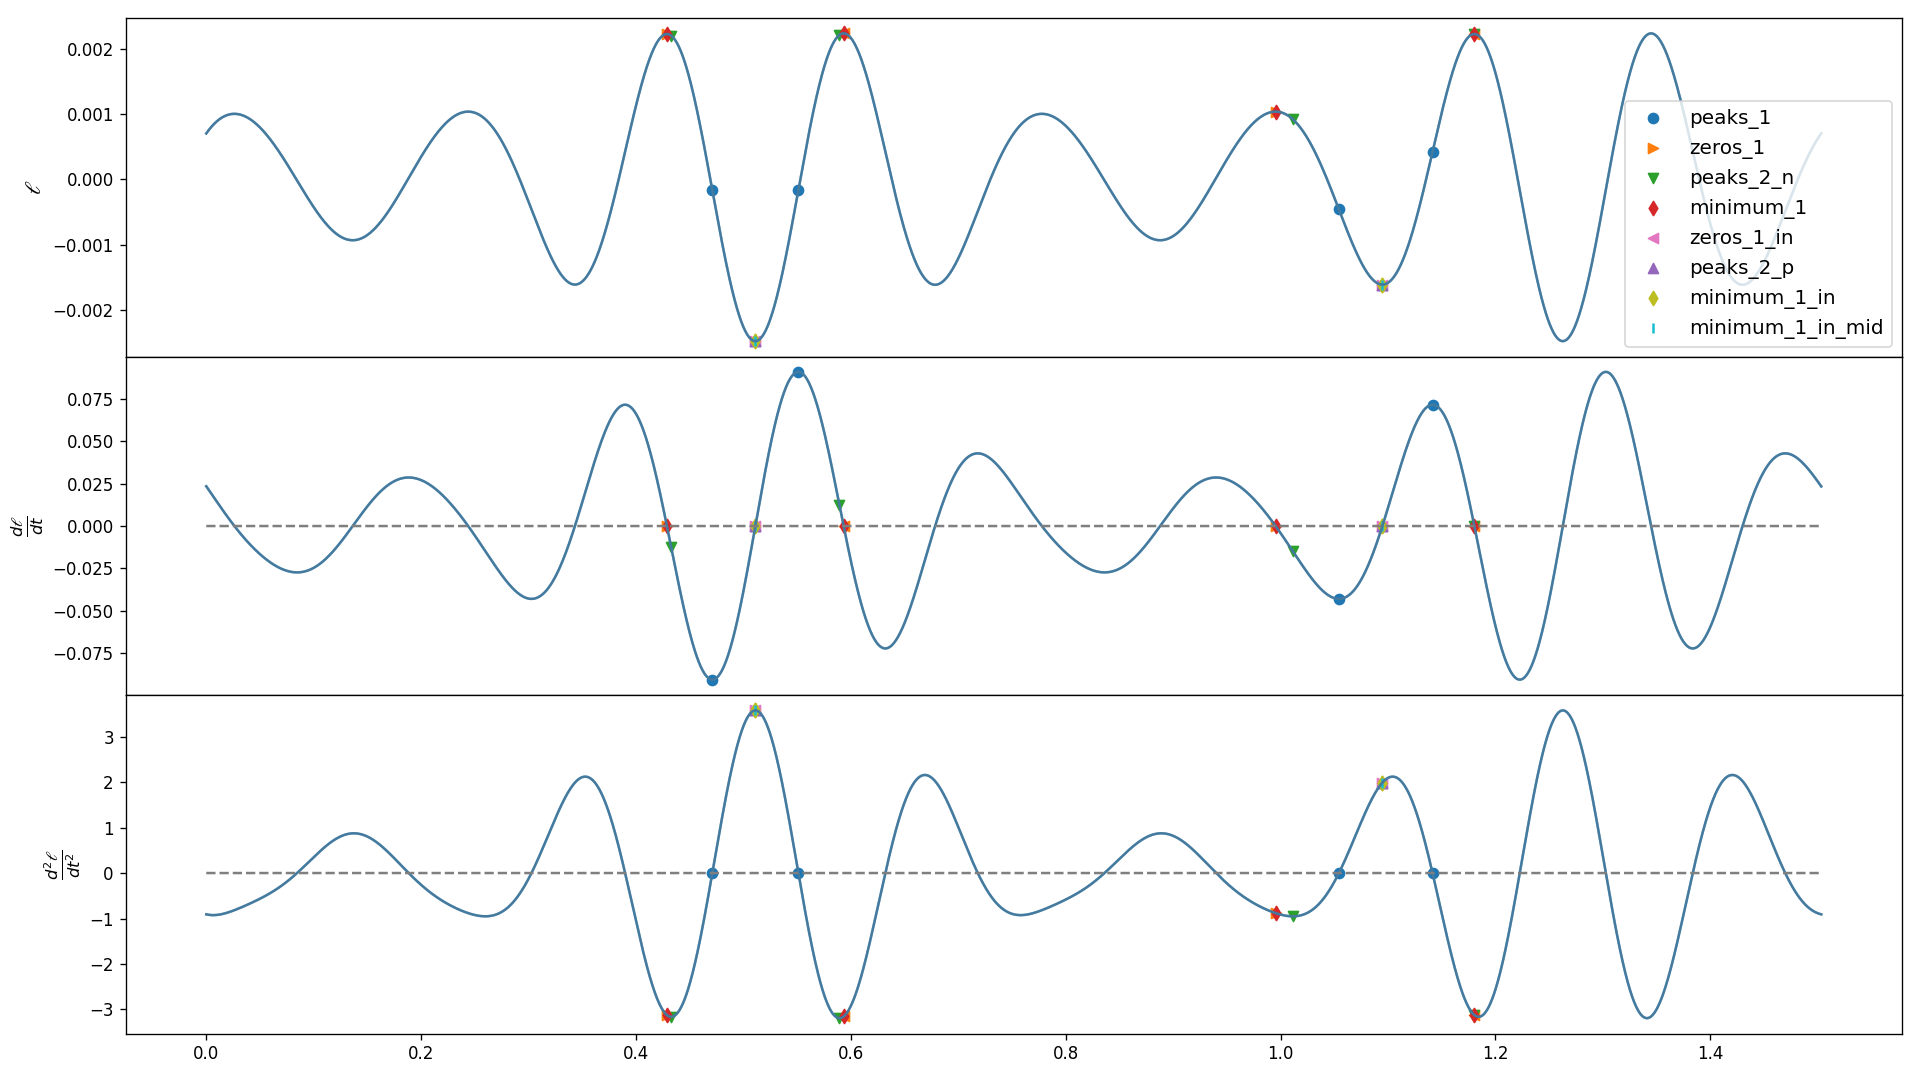 0.002
0.001
0.000
−0.001
−0.002
ℓ
peaks_1
zeros_1
peaks_2_n
minimum_1
zeros_1_in
peaks_2_p
minimum_1_in
minimum_1_in_mid
0.075
0.050
0.025
0.000
−0.025
−0.050
−0.075
dℓ
dt
3
2
1
0
−1
−2
−3
d²ℓ
dt²
0.0 0.2 0.4 0.6 0.8 1.0 1.2 1.4